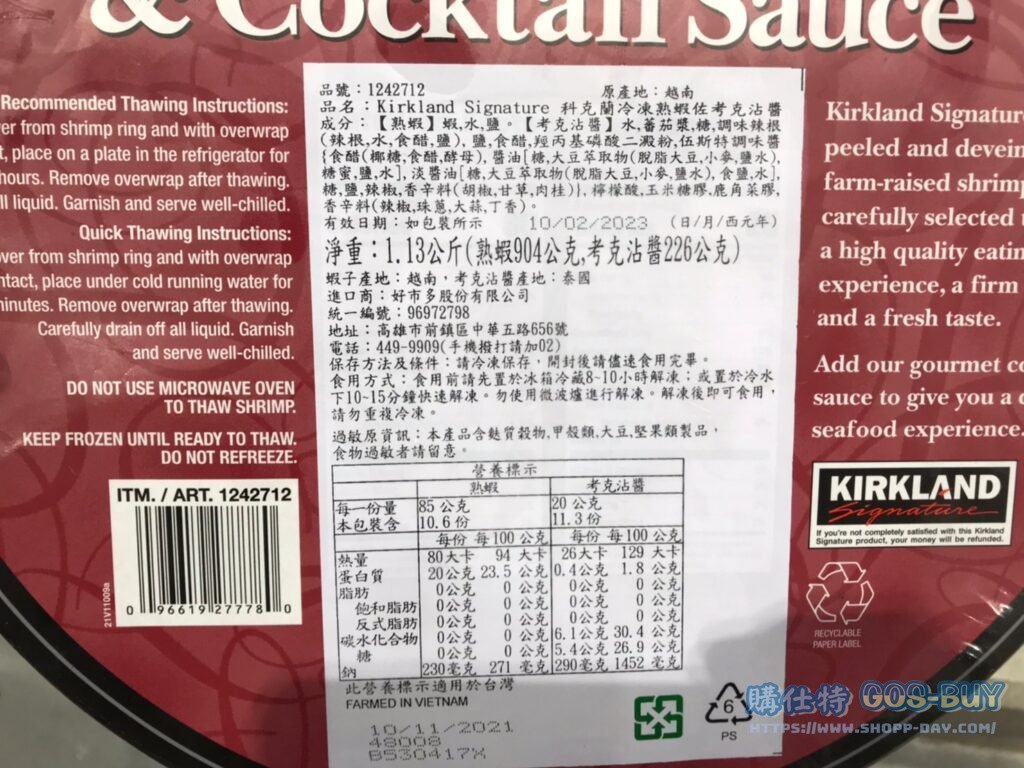 & Cocktail Sauce
Recommended Thawing Instructions:
er from shrimp ring and with overwrap
t, place on a plate in the refrigerator for
hours. Remove overwrap after thawing.
ll liquid. Garnish and serve well-chilled.
Quick Thawing Instructions:
ver from shrimp ring and with overwrap
ntact, place under cold running water for
minutes. Remove overwrap after thawing.
Carefully drain off all liquid. Garnish
and serve well-chilled.
DO NOT USE MICROWAVE OVEN
TO THAW SHRIMP.
KEEP FROZEN UNTIL READY TO THAW.
DO NOT REFREEZE.
ITM. / ART. 1242712
21V11009a
0 96619 27778 0
品號：1242712 原產地：越南
品名：Kirkland Signature 科克蘭冷凍熟蝦佐考克沾醬
成分：【熟蝦】蝦,水,鹽。【考克沾醬】水,蕃茄漿,糖,調味辣根
(辣根,水,食醋,鹽),鹽,食醋,羥丙基磷酸二澱粉,伍斯特調味醬
{食醋(椰糖,食醋,酵母),醬油[糖,大豆萃取物(脫脂大豆,小麥,鹽水),
糖蜜,鹽,水],淡醬油[糖,大豆萃取物(脫脂大豆,小麥,鹽水),食鹽,水],
糖,鹽,辣椒,香辛料(胡椒,甘草,肉桂)},檸檬酸,玉米糖膠,鹿角菜膠,
香辛料(辣椒,珠蔥,大蒜,丁香)。
有效日期：如包裝所示 10/02/2023 (日/月/西元年)
淨重：1.13公斤(熟蝦904公克,考克沾醬226公克)
蝦子產地：越南，考克沾醬產地：泰國
進口商：好市多股份有限公司
統一編號：96972798
地址：高雄市前鎮區中華五路656號
電話：449-9909(手機撥打請加02)
保存方法及條件：請冷凍保存，開封後請儘速食用完畢。
食用方式：食用前請先置於冰箱冷藏8~10小時解凍；或置於冷水
下10~15分鐘快速解凍。勿使用微波爐進行解凍。解凍後即可食用，
請勿重複冷凍。
過敏原資訊：本產品含麩質穀物,甲殼類,大豆,堅果類製品，
食物過敏者請留意。
營養標示
熟蝦 考克沾醬
每一份量 85 公克 20 公克
本包裝含 10.6 份 11.3 份
每份 每100 公克 每份 每100 公克
熱量 80大卡 94 大卡 26大卡 129 大卡
蛋白質 20公克 23.5 公克 0.4公克 1.8 公克
脂肪 0公克 0 公克 0公克 0 公克
飽和脂肪 0公克 0 公克 0公克 0 公克
反式脂肪 0公克 0 公克 0公克 0 公克
碳水化合物 0公克 0 公克 6.1公克 30.4 公克
糖 0公克 0 公克 5.4公克 26.9 公克
鈉 230毫克 271 毫克 290毫克 1452 毫克
此營養標示適用於台灣
FARMED IN VIETNAM
10/11/2021
48008
B530417X
6
PS
Kirkland Signature
peeled and devein
farm-raised shrimp
carefully selected
a high quality eatin
experience, a firm
and a fresh taste.
Add our gourmet co
sauce to give you a
seafood experience.
KIRKLAND
Signature
If you're not completely satisfied with this Kirkland
Signature product, your money will be refunded.
RECYCLABLE
PAPER LABEL
購仕特 GOS-BUY
HTTPS://WWW.SHOPP-DAY.COM/